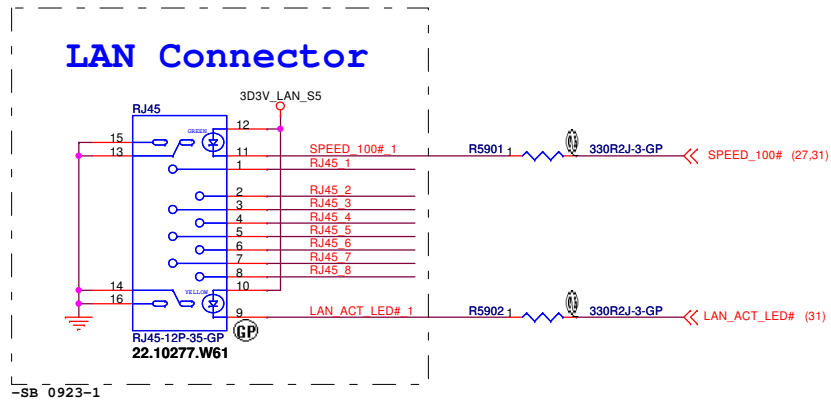 LAN Connector
3D3V_LAN_S5
RJ45
GREEN
12
15
13
11
SPEED_100#_1
R5901
1
330R2J-3-GP
SPEED_100# (27,31)
1
RJ45_1
2
RJ45_2
3
RJ45_3
4
RJ45_4
5
RJ45_5
6
RJ45_6
7
RJ45_7
8
RJ45_8
14
10
YELLOW
16
9
LAN_ACT_LED#_1
R5902
1
330R2J-3-GP
LAN_ACT_LED# (31)
GP
RJ45-12P-35-GP
22.10277.W61
-SB 0923-1